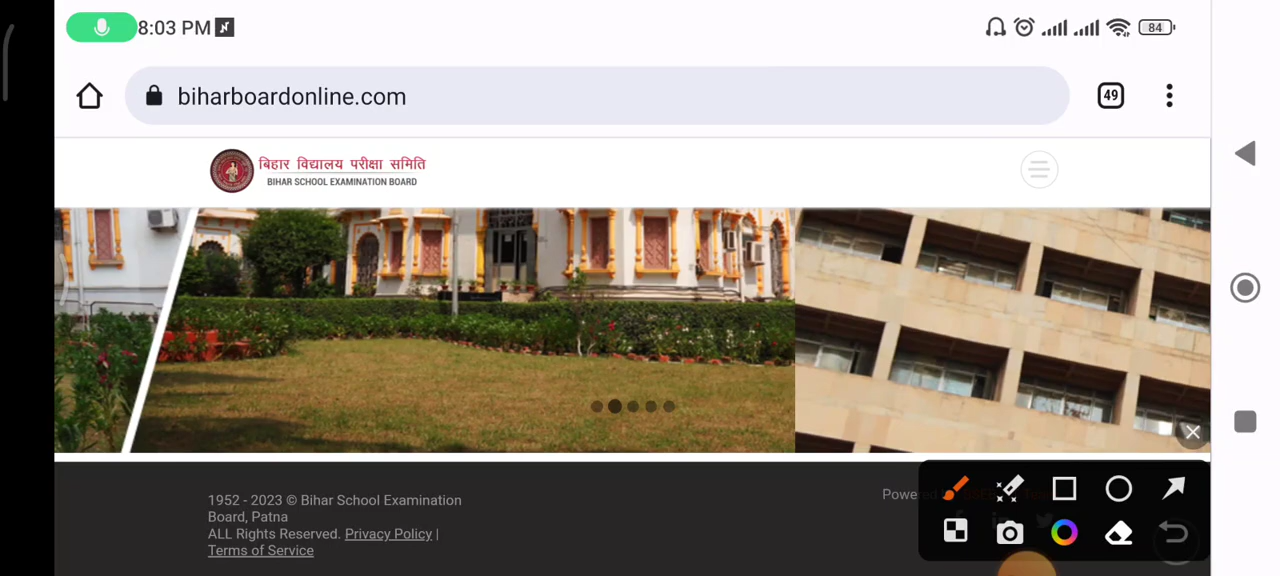 8:03 PM
84
biharboardonline.com
49
बिहार विद्यालय परीक्षा समिति
BIHAR SCHOOL EXAMINATION BOARD
1952 - 2023 © Bihar School Examination
Board, Patna
ALL Rights Reserved. Privacy Policy |
Terms of Service